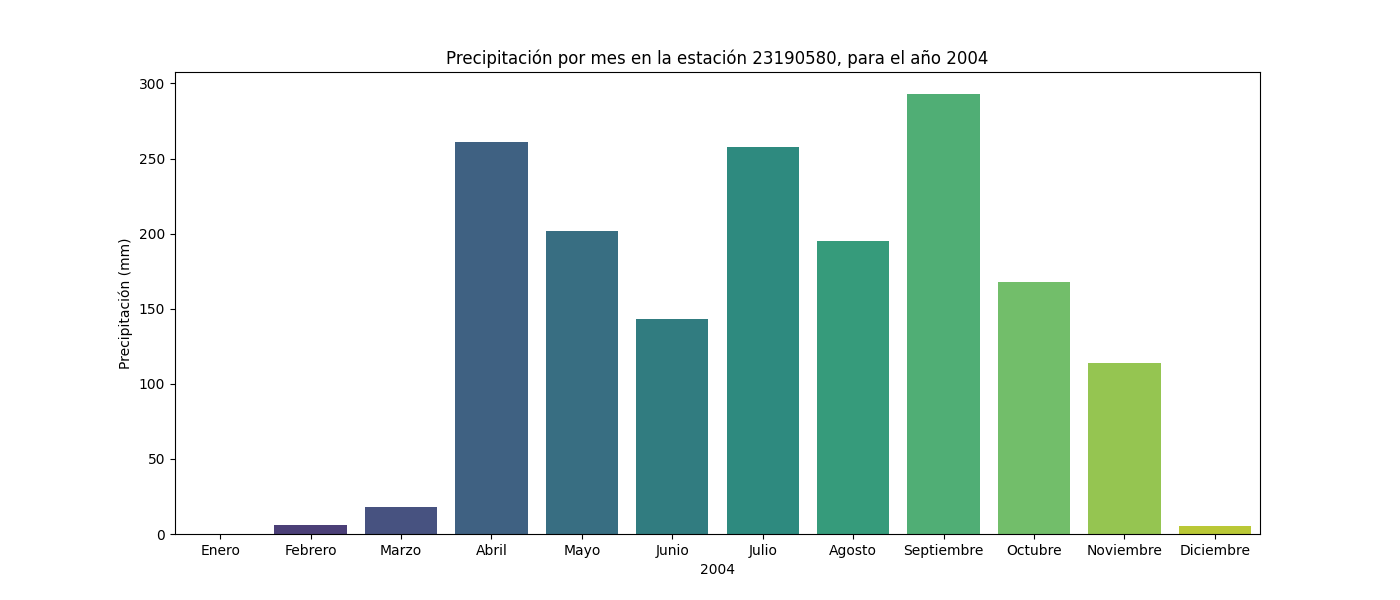 Precipitación por mes en la estación 23190580, para el año 2004
Precipitación (mm)
300
250
200
150
100
50
0
Enero Febrero Marzo Abril Mayo Junio Julio Agosto Septiembre Octubre Noviembre Diciembre
2004